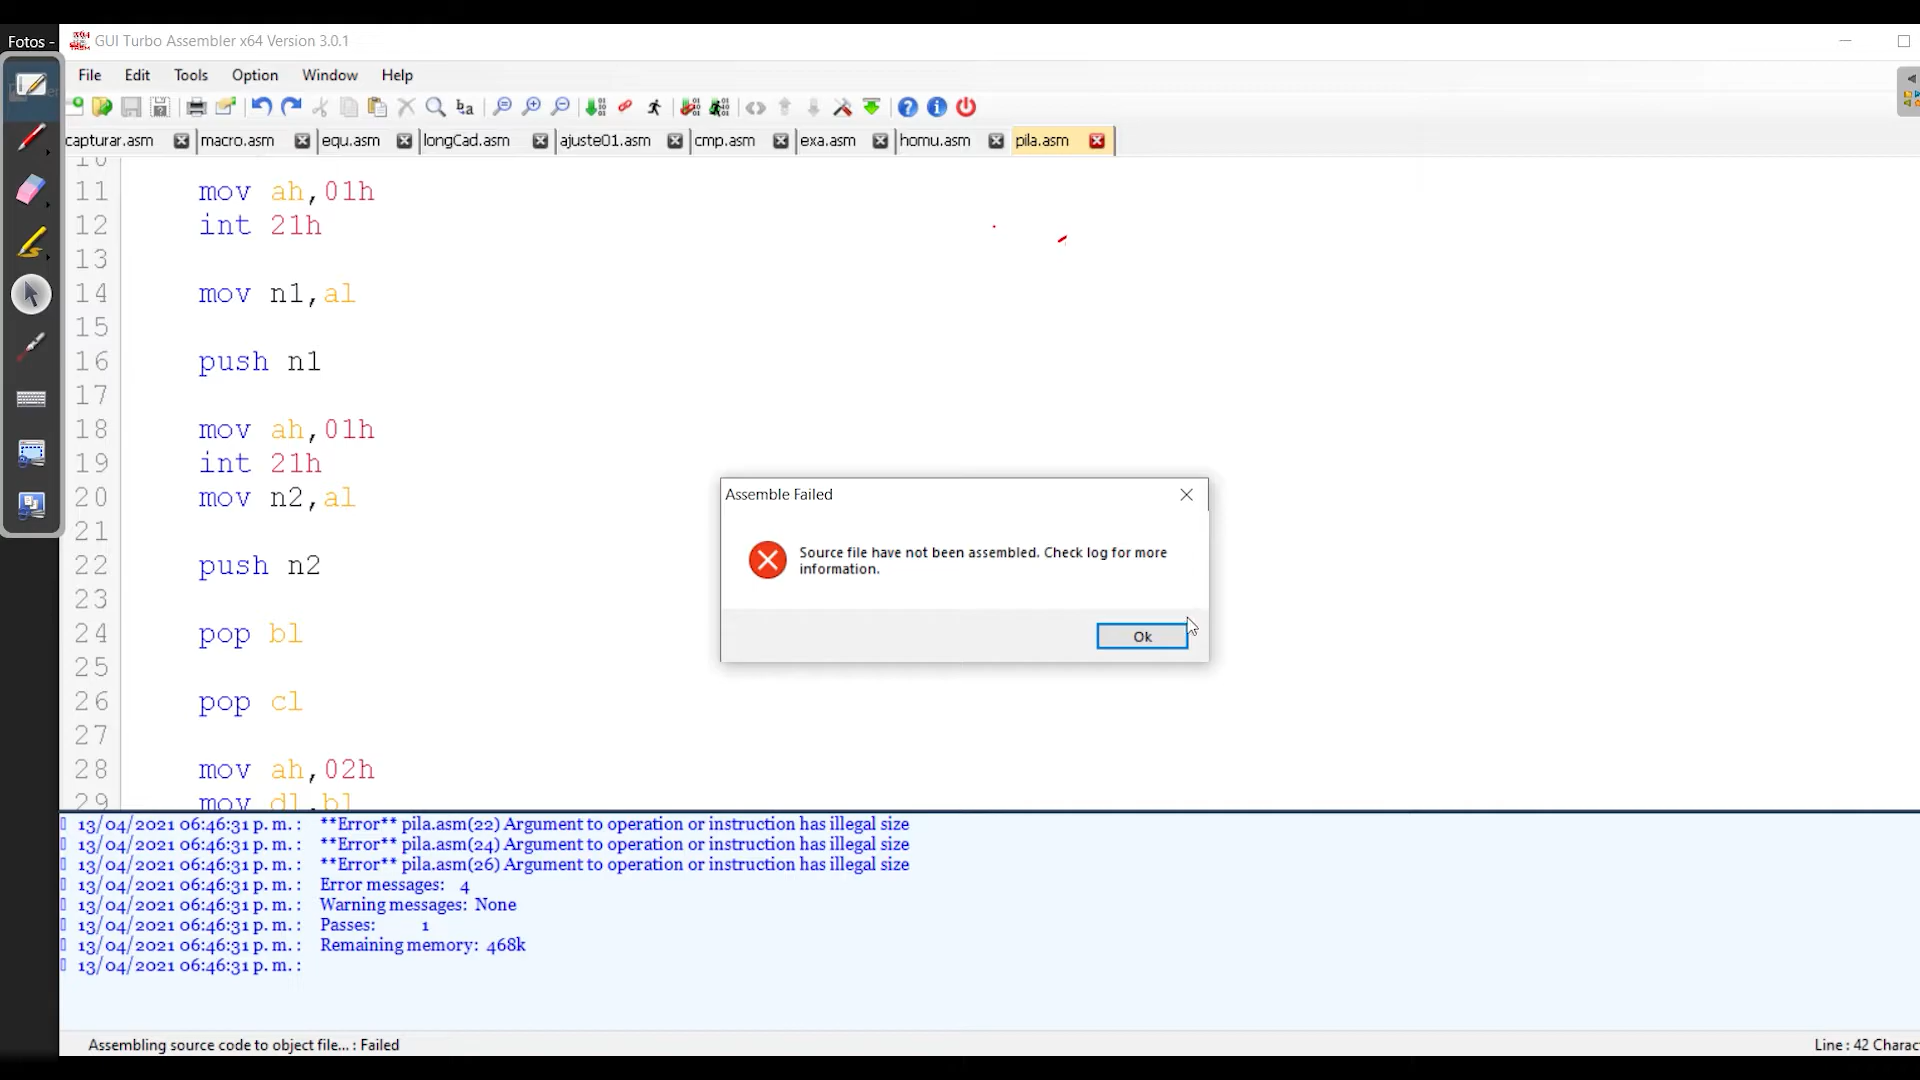 Fotos -
GUI Turbo Assembler x64 Version 3.0.1
File Edit Tools Option Window Help
capturar.asm macro.asm equ.asm longCad.asm ajuste01.asm cmp.asm exa.asm homu.asm pila.asm
10
11 mov ah,01h
12 int 21h
13
14 mov n1,al
15
16 push n1
17
18 mov ah,01h
19 int 21h
20 mov n2,al
21
22 push n2
23
24 pop bl
25
26 pop cl
27
28 mov ah,02h
29 mov dl,bl
Assemble Failed
Source file have not been assembled. Check log for more
information.
Ok
13/04/2021 06:46:31 p. m. : **Error** pila.asm(22) Argument to operation or instruction has illegal size
13/04/2021 06:46:31 p. m. : **Error** pila.asm(24) Argument to operation or instruction has illegal size
13/04/2021 06:46:31 p. m. : **Error** pila.asm(26) Argument to operation or instruction has illegal size
13/04/2021 06:46:31 p. m. : Error messages: 4
13/04/2021 06:46:31 p. m. : Warning messages: None
13/04/2021 06:46:31 p. m. : Passes: 1
13/04/2021 06:46:31 p. m. : Remaining memory: 468k
13/04/2021 06:46:31 p. m. :
Assembling source code to object file... : Failed
Line : 42 Charac